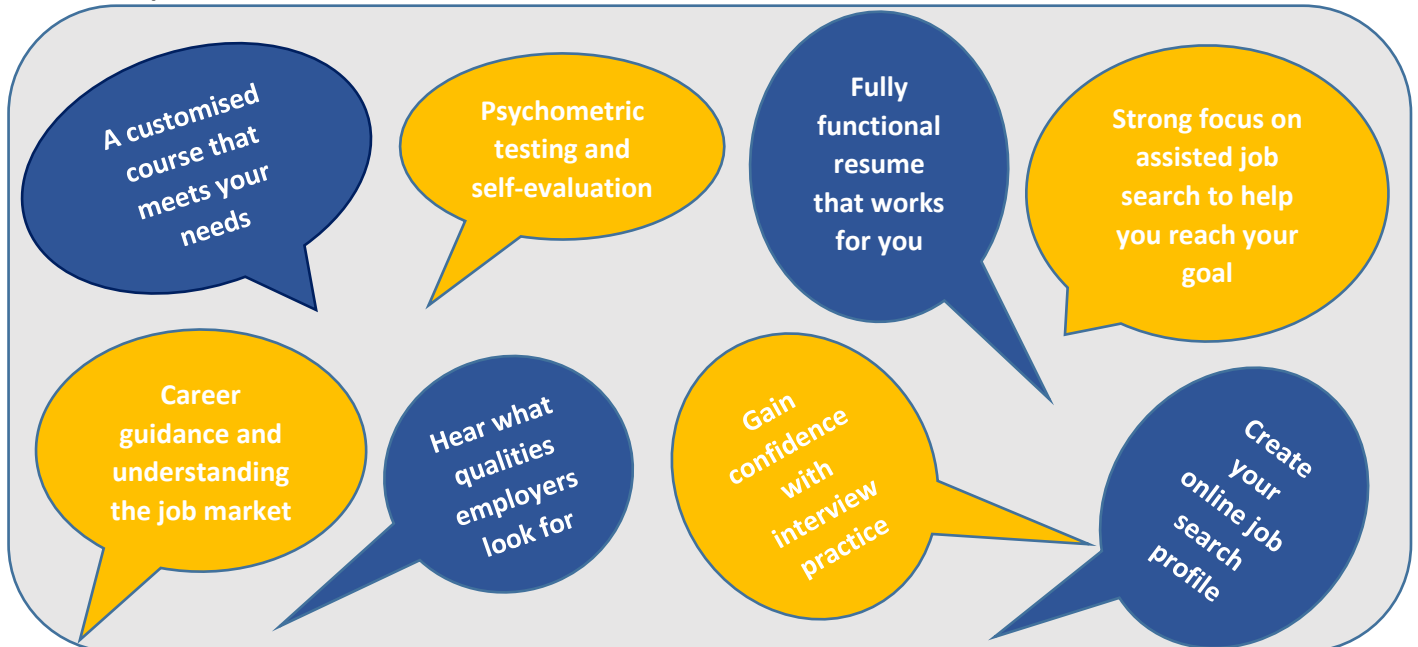 A customised
course that
meets your
needs
Psychometric
testing and
self-evaluation
Fully
functional
resume
that works
for you
Strong focus on
assisted job
search to help
you reach your
goal
Career
guidance and
understanding
the job market
Hear what
qualities
employers
look for
Gain
confidence
with
interview
practice
Create
your
online job
search
profile